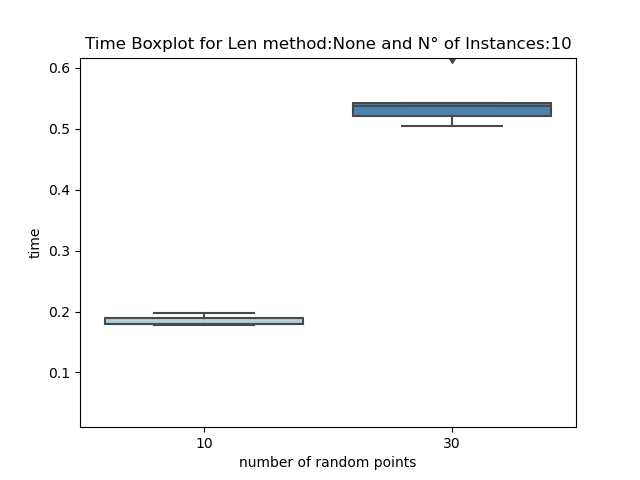 Time Boxplot for Len method:None and N° of Instances:10
0.6
0.5
0.4
0.3
0.2
0.1
time
10 30
number of random points